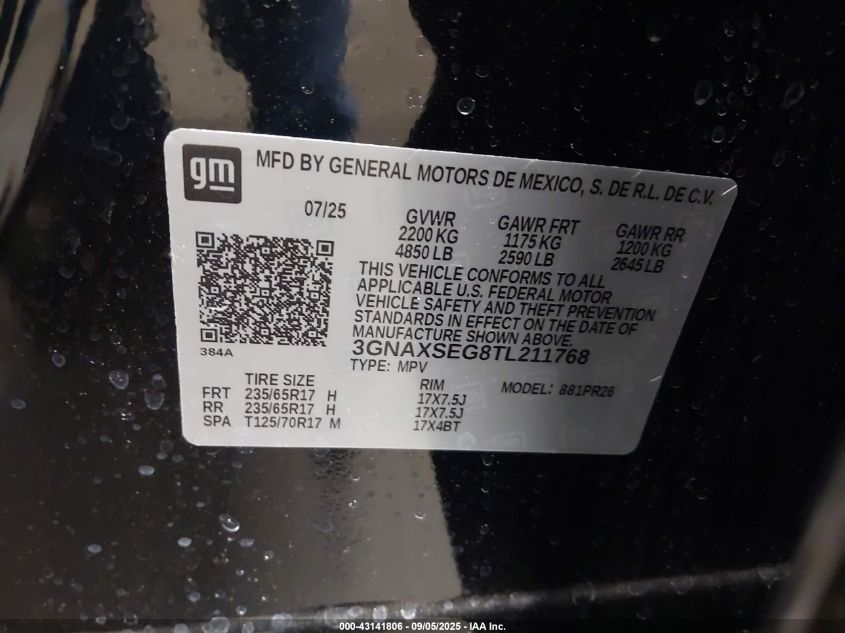 gm
MFD BY GENERAL MOTORS DE MEXICO, S. DE R.L. DE C.V.
07/25
GVWR GAWR FRT GAWR RR
2200 KG 1175 KG 1200 KG
4850 LB 2590 LB 2645 LB
THIS VEHICLE CONFORMS TO ALL
APPLICABLE U.S. FEDERAL MOTOR
VEHICLE SAFETY AND THEFT PREVENTION
STANDARDS IN EFFECT ON THE DATE OF
MANUFACTURE SHOWN ABOVE.
384A
3GNAXSEG8TL211768
TYPE: MPV
TIRE SIZE RIM MODEL: 881PR26
FRT 235/65R17 H 17X7.5J
RR 235/65R17 H 17X7.5J
SPA T125/70R17 M 17X4BT
000-43141806 - 09/05/2025 - IAA Inc.